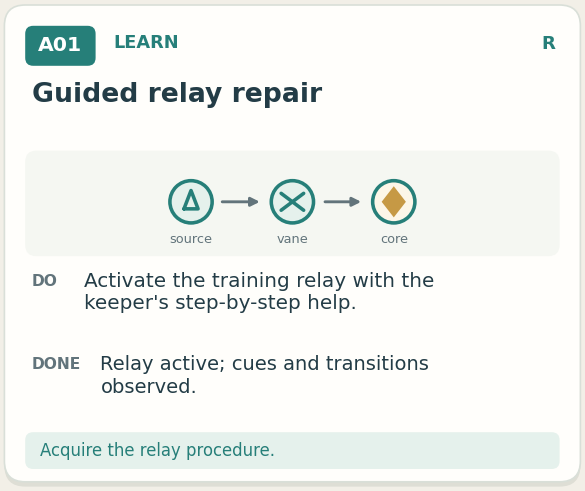 A01 LEARN R
Guided relay repair
source vane core
DO Activate the training relay with the
keeper's step-by-step help.
DONE Relay active; cues and transitions
observed.
Acquire the relay procedure.